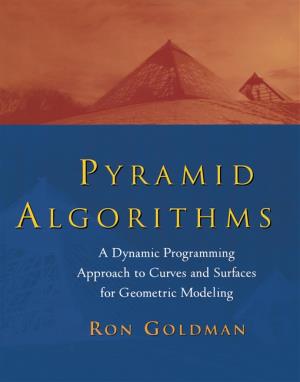 PYRAMID
ALGORITHMS
A Dynamic Programming
Approach to Curves and Surfaces
for Geometric Modeling
RON GOLDMAN